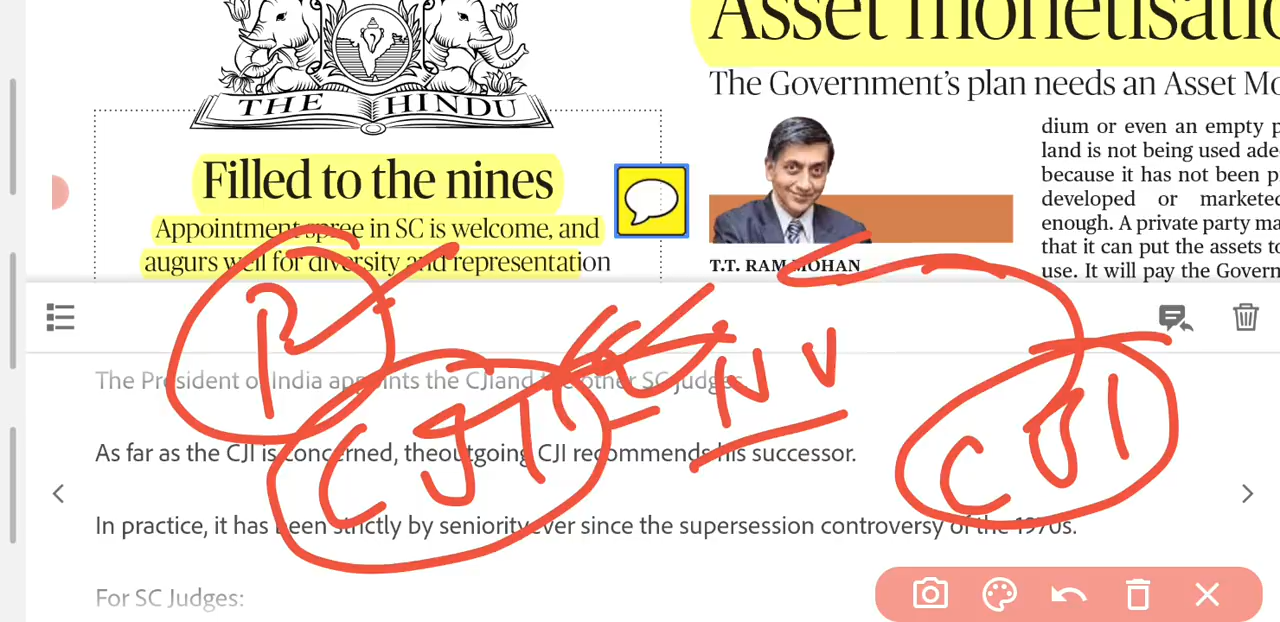 Asset monetisatio
The Government's plan needs an Asset Mo
THE HINDU
Filled to the nines
Appointment spree in SC is welcome, and
augurs well for diversity and representation
T.T. RAM MOHAN
dium or even an empty p
land is not being used ade
because it has not been p
developed or marketed
enough. A private party ma
that it can put the assets to
use. It will pay the Govern
The President of India appoints the CJIand the other SC judges.
As far as the CJI is concerned, theoutgoing CJI recommends his successor.
In practice, it has been strictly by seniority ever since the supersession controversy of the 1970s.
For SC Judges:
P
CJI - NV
CJI